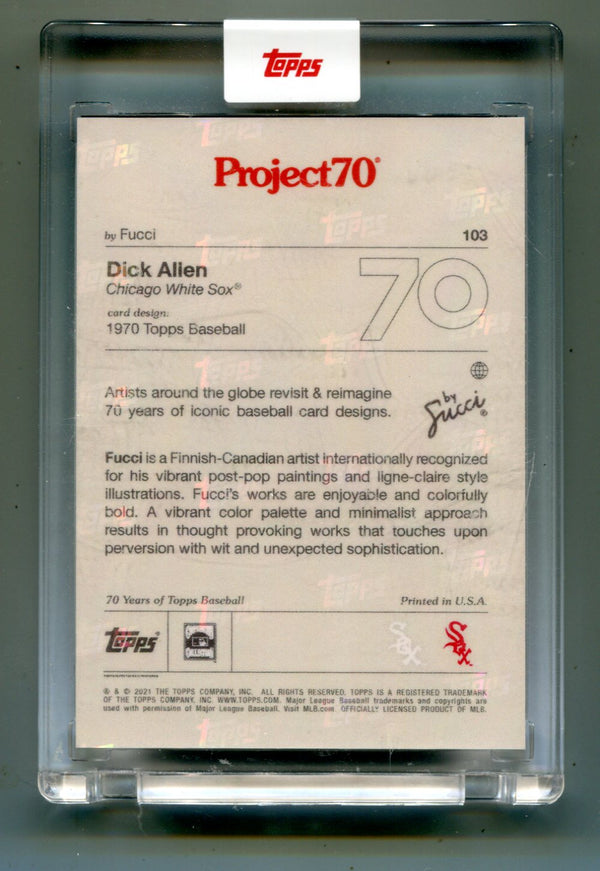 Topps
Project70®
by Fucci 103
Dick Allen
Chicago White Sox®
card design:
1970 Topps Baseball
70
Artists around the globe revisit & reimagine
70 years of iconic baseball card designs.
by
Fucci®
Fucci is a Finnish-Canadian artist internationally recognized
for his vibrant post-pop paintings and ligne-claire style
illustrations. Fucci's works are enjoyable and colorfully
bold. A vibrant color palette and minimalist approach
results in thought provoking works that touches upon
perversion with wit and unexpected sophistication.
70 Years of Topps Baseball Printed in U.S.A.
Topps Sox Sox
® & © 2021 THE TOPPS COMPANY, INC. ALL RIGHTS RESERVED. TOPPS IS A REGISTERED TRADEMARK
OF THE TOPPS COMPANY, INC. WWW.TOPPS.COM. Major League Baseball trademarks and copyrights are
used with permission of Major League Baseball. Visit MLB.com OFFICIALLY LICENSED PRODUCT OF MLB.